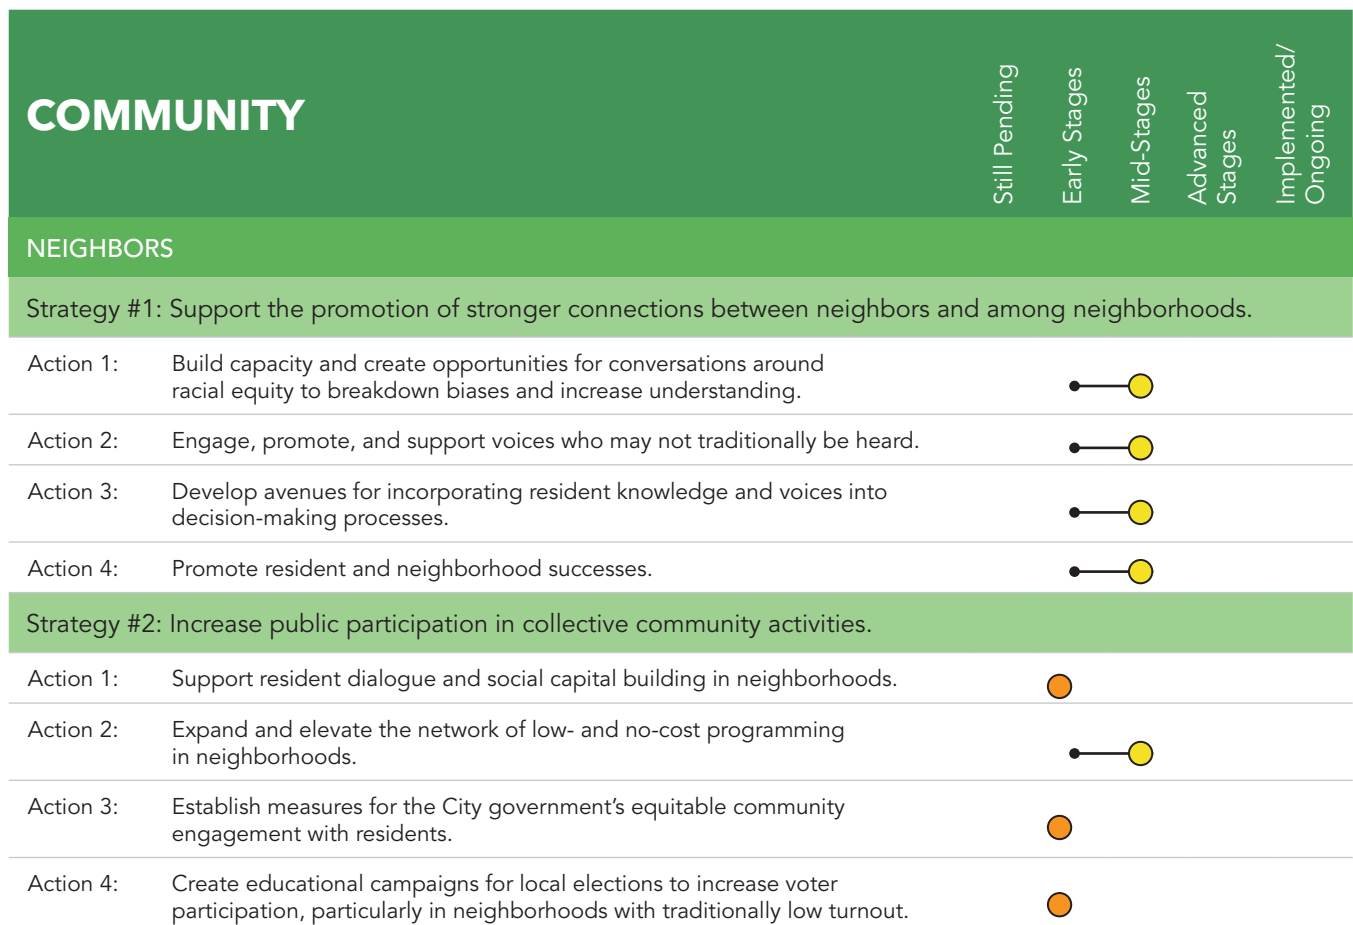 COMMUNITY
Still Pending
Early Stages
Mid-Stages
Advanced
Stages
Implemented/
Ongoing
NEIGHBORS
Strategy #1: Support the promotion of stronger connections between neighbors and among neighborhoods.
Action 1: Build capacity and create opportunities for conversations around
racial equity to breakdown biases and increase understanding.
Action 2: Engage, promote, and support voices who may not traditionally be heard.
Action 3: Develop avenues for incorporating resident knowledge and voices into
decision-making processes.
Action 4: Promote resident and neighborhood successes.
Strategy #2: Increase public participation in collective community activities.
Action 1: Support resident dialogue and social capital building in neighborhoods.
Action 2: Expand and elevate the network of low- and no-cost programming
in neighborhoods.
Action 3: Establish measures for the City government’s equitable community
engagement with residents.
Action 4: Create educational campaigns for local elections to increase voter
participation, particularly in neighborhoods with traditionally low turnout.